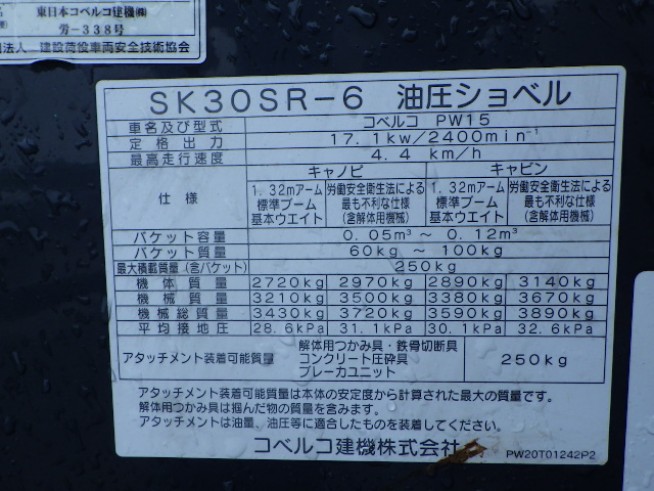 東日本コベルコ建機㈱
労－338号
法人 建設荷役車両安全技術協会
SK30SR－6 油圧ショベル
車名及び型式 コベルコ PW15
定格出力 17.1kw/2400min⁻¹
最高走行速度 4.4 km/h
仕様 キャノピ キャビン
1.32mアーム 労働安全衛生法による 1.32mアーム 労働安全衛生法による
標準ブーム 最も不利な仕様 標準ブーム 最も不利な仕様
基本ウエイト (含解体用機械) 基本ウエイト (含解体用機械)
バケット容量 0.05m³ ～ 0.12m³
バケット質量 60kg ～ 100kg
最大積載質量(含バケット) 250kg
機体質量 2720kg 2970kg 2890kg 3140kg
機械質量 3210kg 3500kg 3380kg 3670kg
機械総質量 3430kg 3720kg 3590kg 3890kg
平均接地圧 28.6kPa 31.1kPa 30.1kPa 32.6kPa
アタッチメント装着可能質量 解体用つかみ具・鉄骨切断具 250kg
コンクリート圧砕具
ブレーカユニット
アタッチメント装着可能質量は本体の安定度から計算された最大の質量です。
解体用つかみ具は掴んだ物の質量を含みます。
アタッチメントは油量、油圧等に適合したものを装着してください。
コベルコ建機株式会社
PW20T01242P2